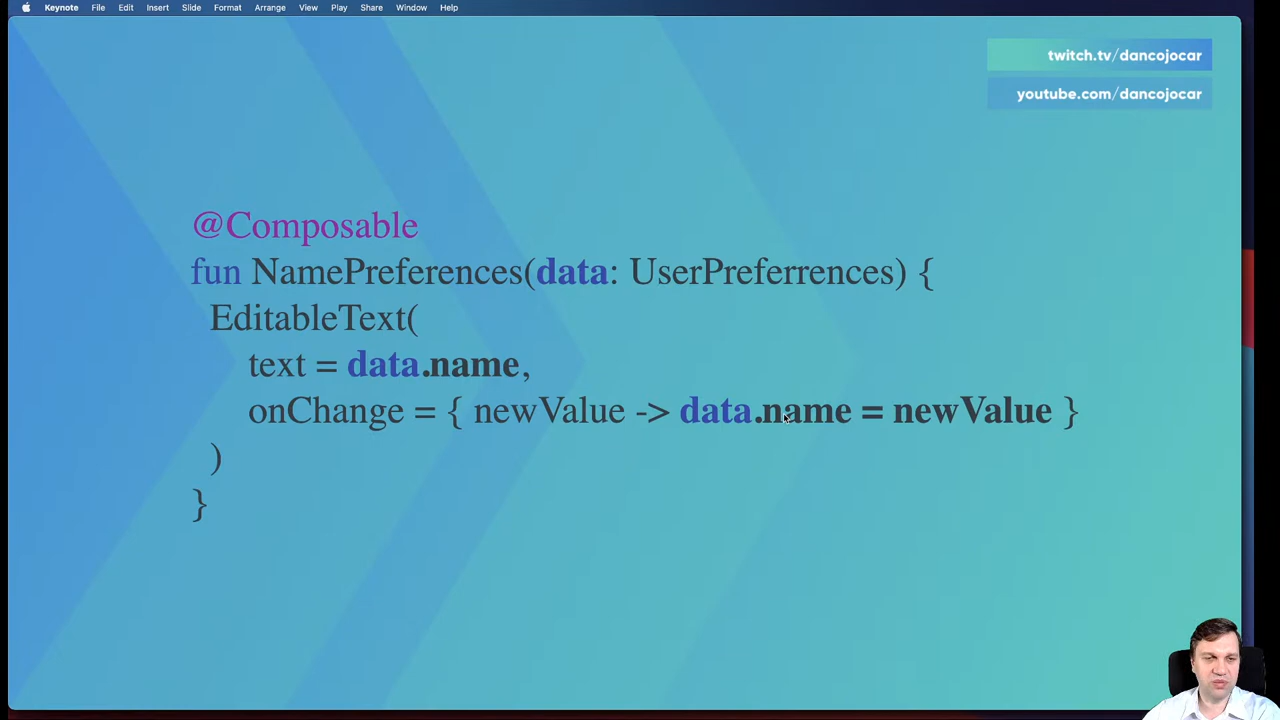 Keynote File Edit Insert Slide Format Arrange View Play Share Window Help
twitch.tv/dancojocar
youtube.com/dancojocar
@Composable
fun NamePreferences(data: UserPreferrences) {
EditableText(
text = data.name,
onChange = { newValue -> data.name = newValue }
)
}